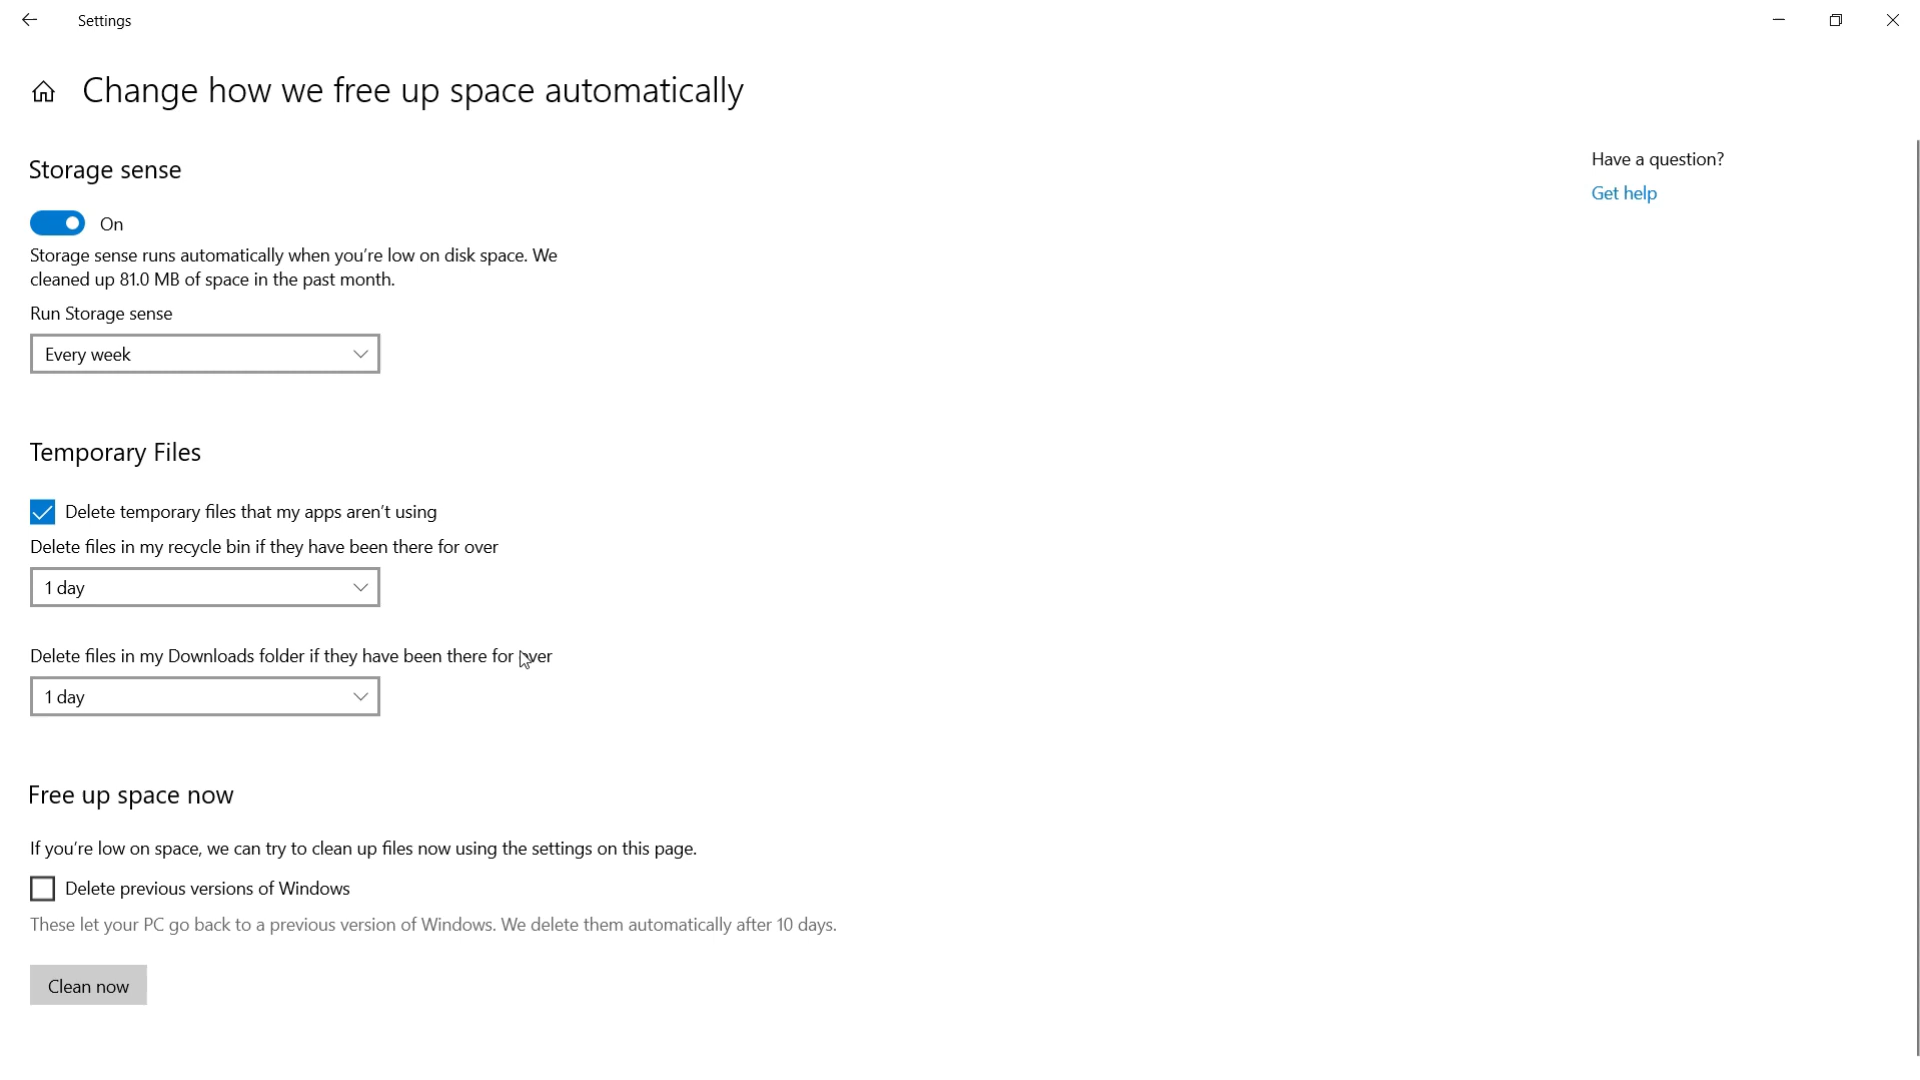 Settings
Change how we free up space automatically
Storage sense
On
Storage sense runs automatically when you're low on disk space. We
cleaned up 81.0 MB of space in the past month.
Run Storage sense
Every week
Temporary Files
Delete temporary files that my apps aren't using
Delete files in my recycle bin if they have been there for over
1 day
Delete files in my Downloads folder if they have been there for over
1 day
Free up space now
If you're low on space, we can try to clean up files now using the settings on this page.
Delete previous versions of Windows
These let your PC go back to a previous version of Windows. We delete them automatically after 10 days.
Clean now
Have a question?
Get help